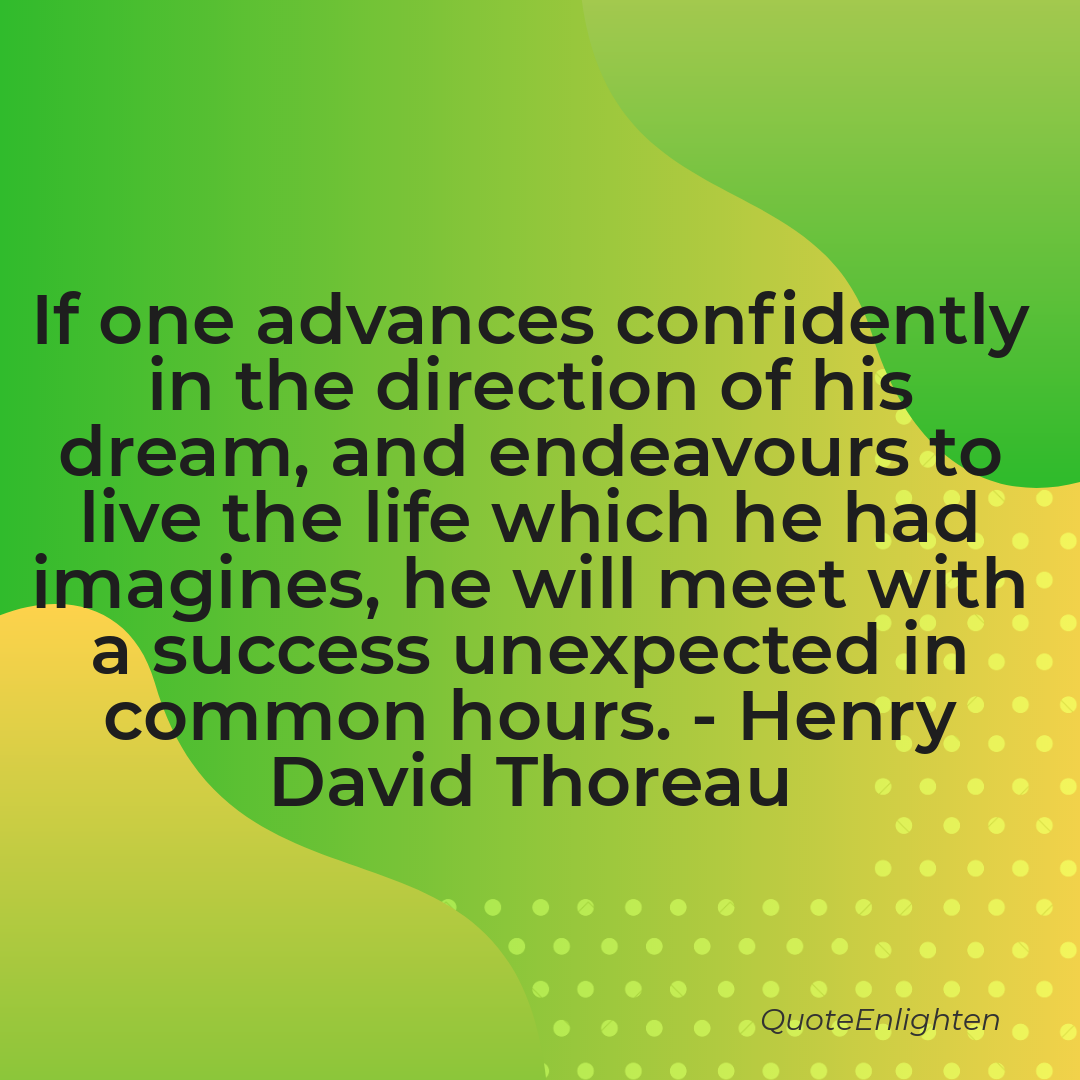 If one advances confidently
in the direction of his
dream, and endeavours to
live the life which he had
imagines, he will meet with
a success unexpected in
common hours. - Henry
David Thoreau
QuoteEnlighten